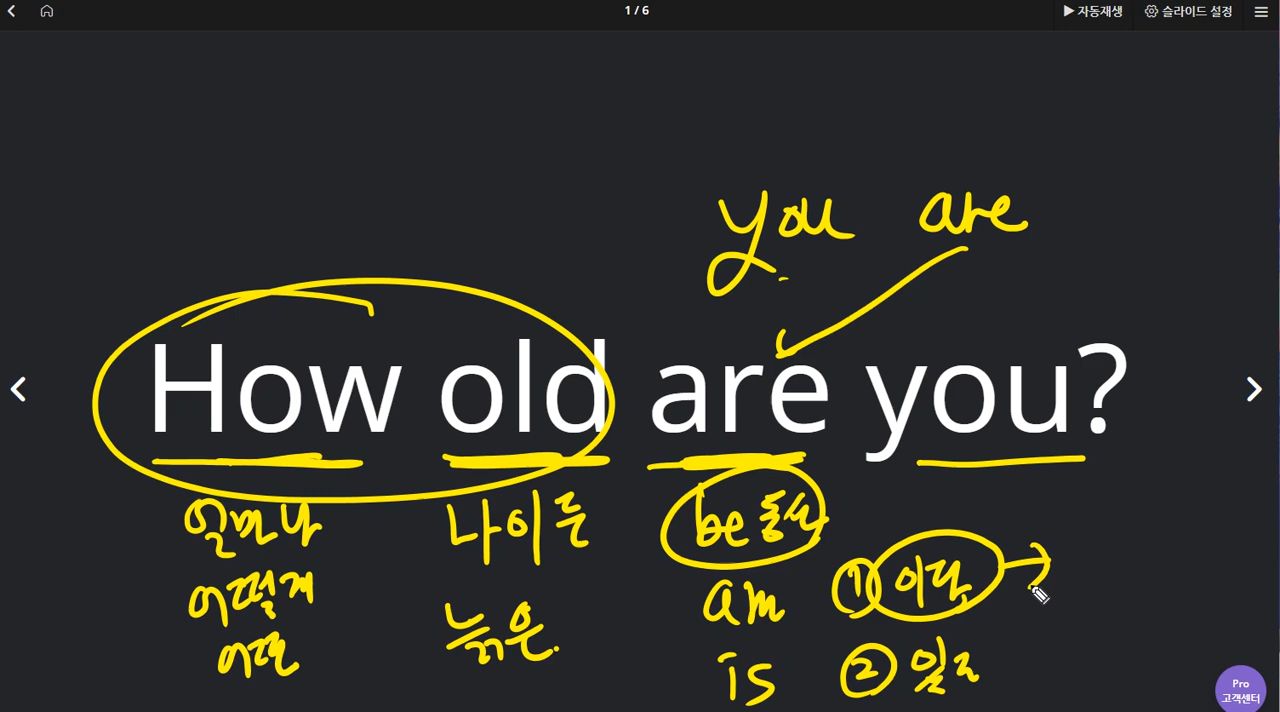 1 / 6
▶ 자동재생
슬라이드 설정
you are
How old are you?
얼마나 나이든 be동사
어떻게 am ① 이다
어떤 늙은. is ② 있다
Pro
고객센터